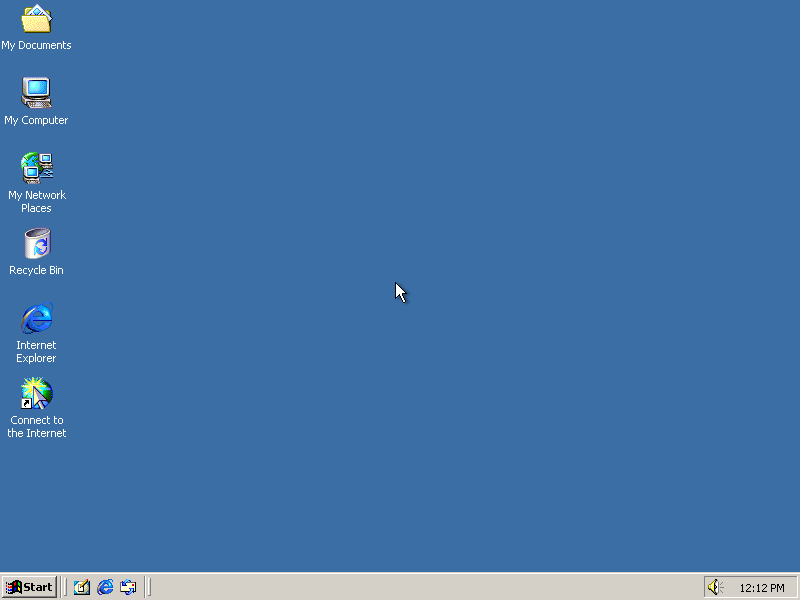 My Documents
My Computer
My Network
Places
Recycle Bin
Internet
Explorer
Connect to
the Internet
Start
12:12 PM